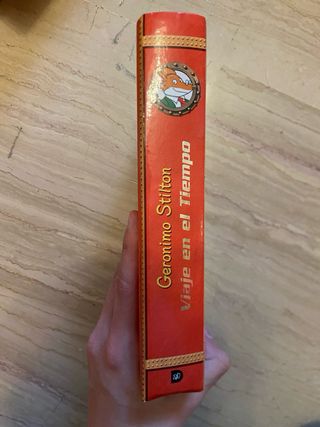 Geronimo Stilton
Viaje en el Tiempo